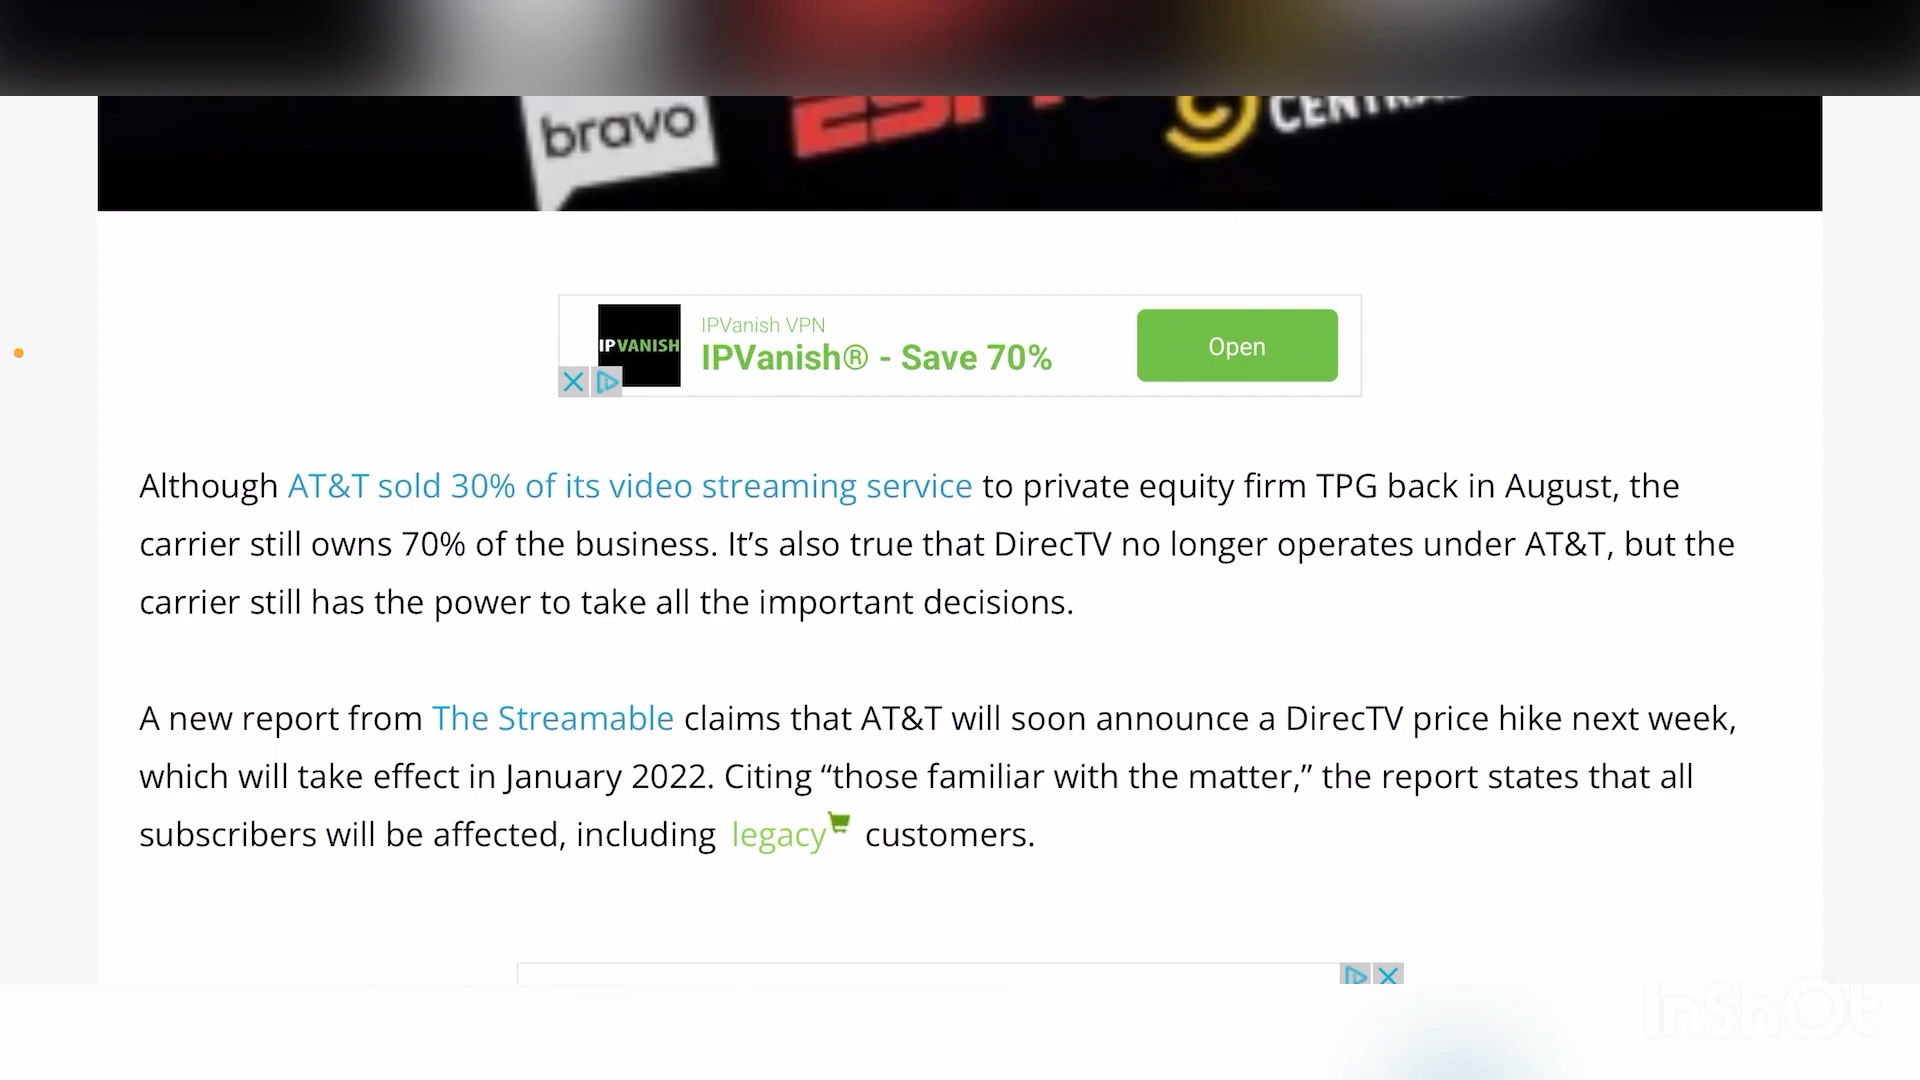 bravo
ESPN
CENTRAL
IPVANISH
IPVanish VPN
IPVanish® - Save 70%
Open
Although AT&T sold 30% of its video streaming service to private equity firm TPG back in August, the
carrier still owns 70% of the business. It’s also true that DirecTV no longer operates under AT&T, but the
carrier still has the power to take all the important decisions.
A new report from The Streamable claims that AT&T will soon announce a DirecTV price hike next week,
which will take effect in January 2022. Citing “those familiar with the matter,” the report states that all
subscribers will be affected, including legacy customers.
InShOt